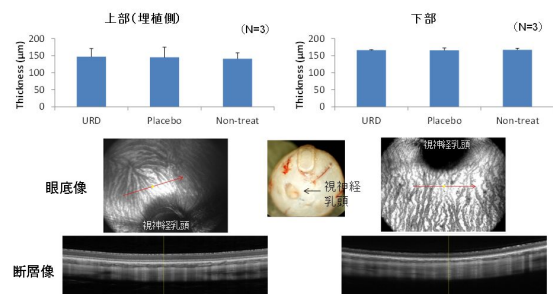 上部(埋植側)
(N=3)
Thickness (μm)
200
150
100
50
0
URD
Placebo
Non-treat
下部
(N=3)
Thickness (μm)
200
150
100
50
0
URD
Placebo
Non-treat
眼底像
視神経乳頭
視神経
乳頭
視神経乳頭
断層像